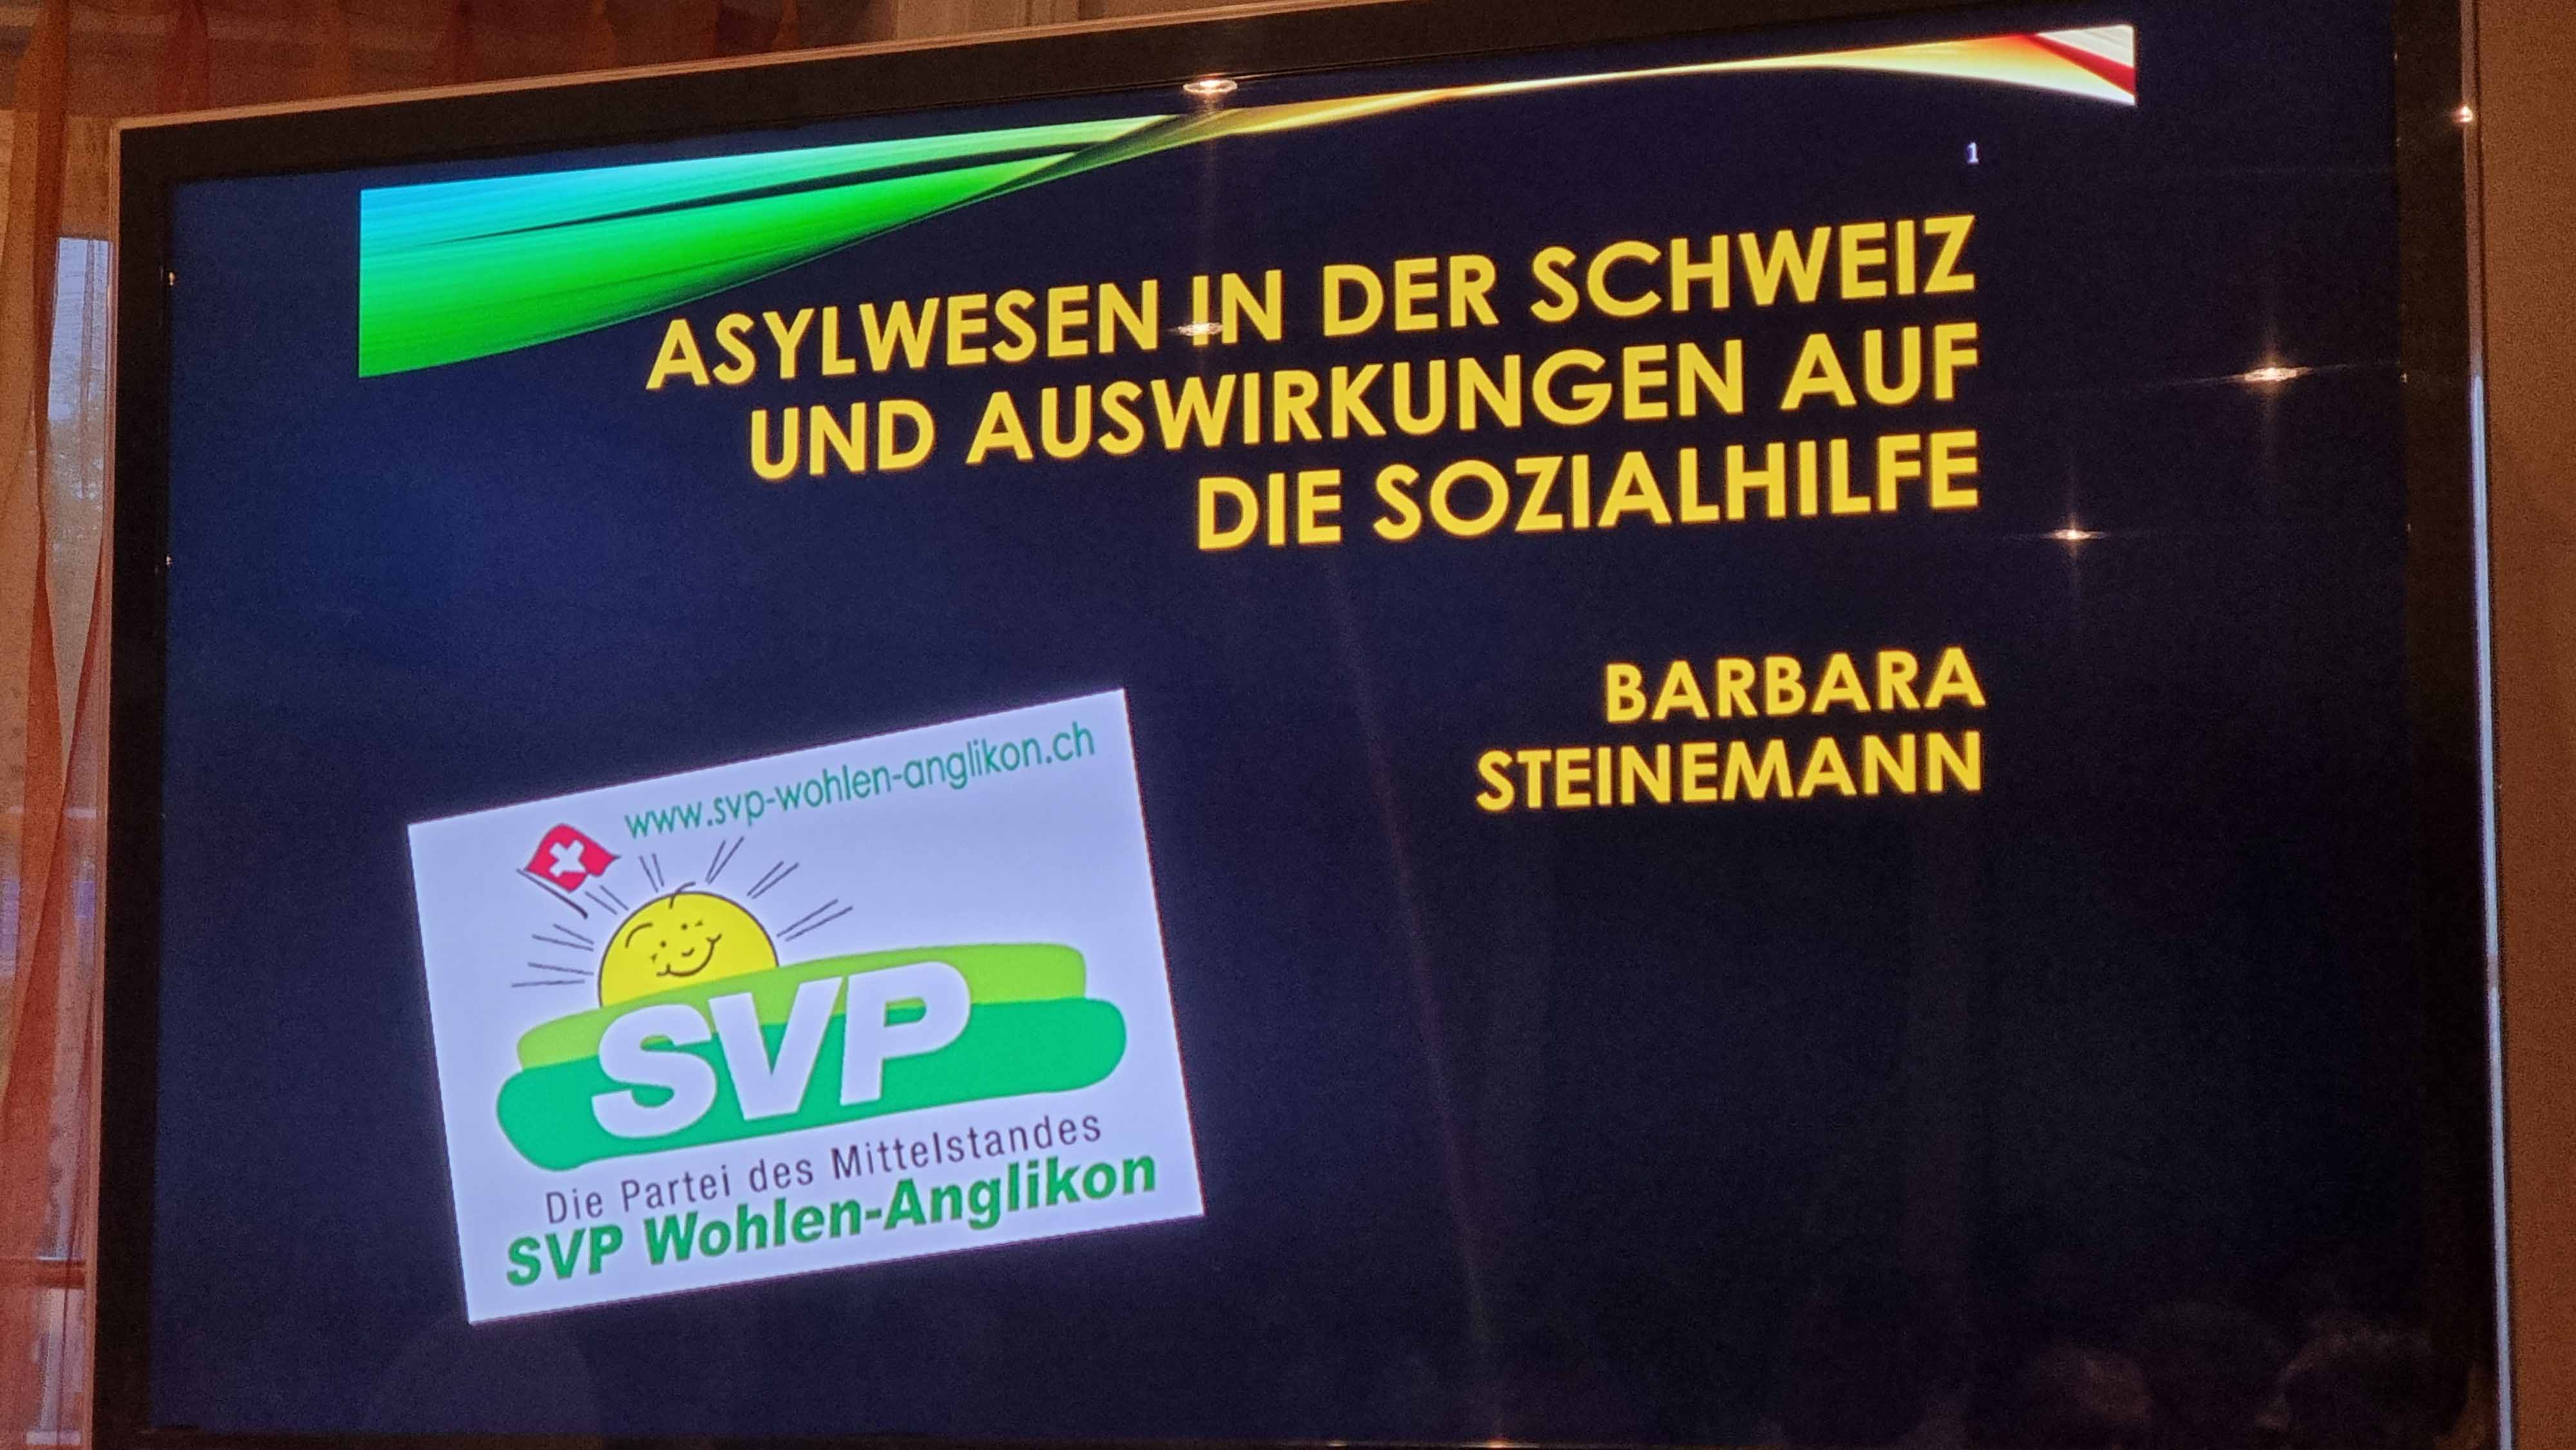 1
ASYLWESEN IN DER SCHWEIZ
UND AUSWIRKUNGEN AUF
DIE SOZIALHILFE
BARBARA
STEINEMANN
www.svp-wohlen-anglikon.ch
SVP
Die Partei des Mittelstandes
SVP Wohlen-Anglikon